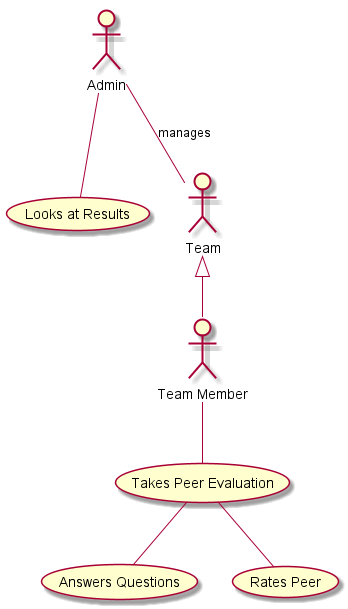 Admin
manages
Looks at Results
Team
Team Member
Takes Peer Evaluation
Answers Questions
Rates Peer